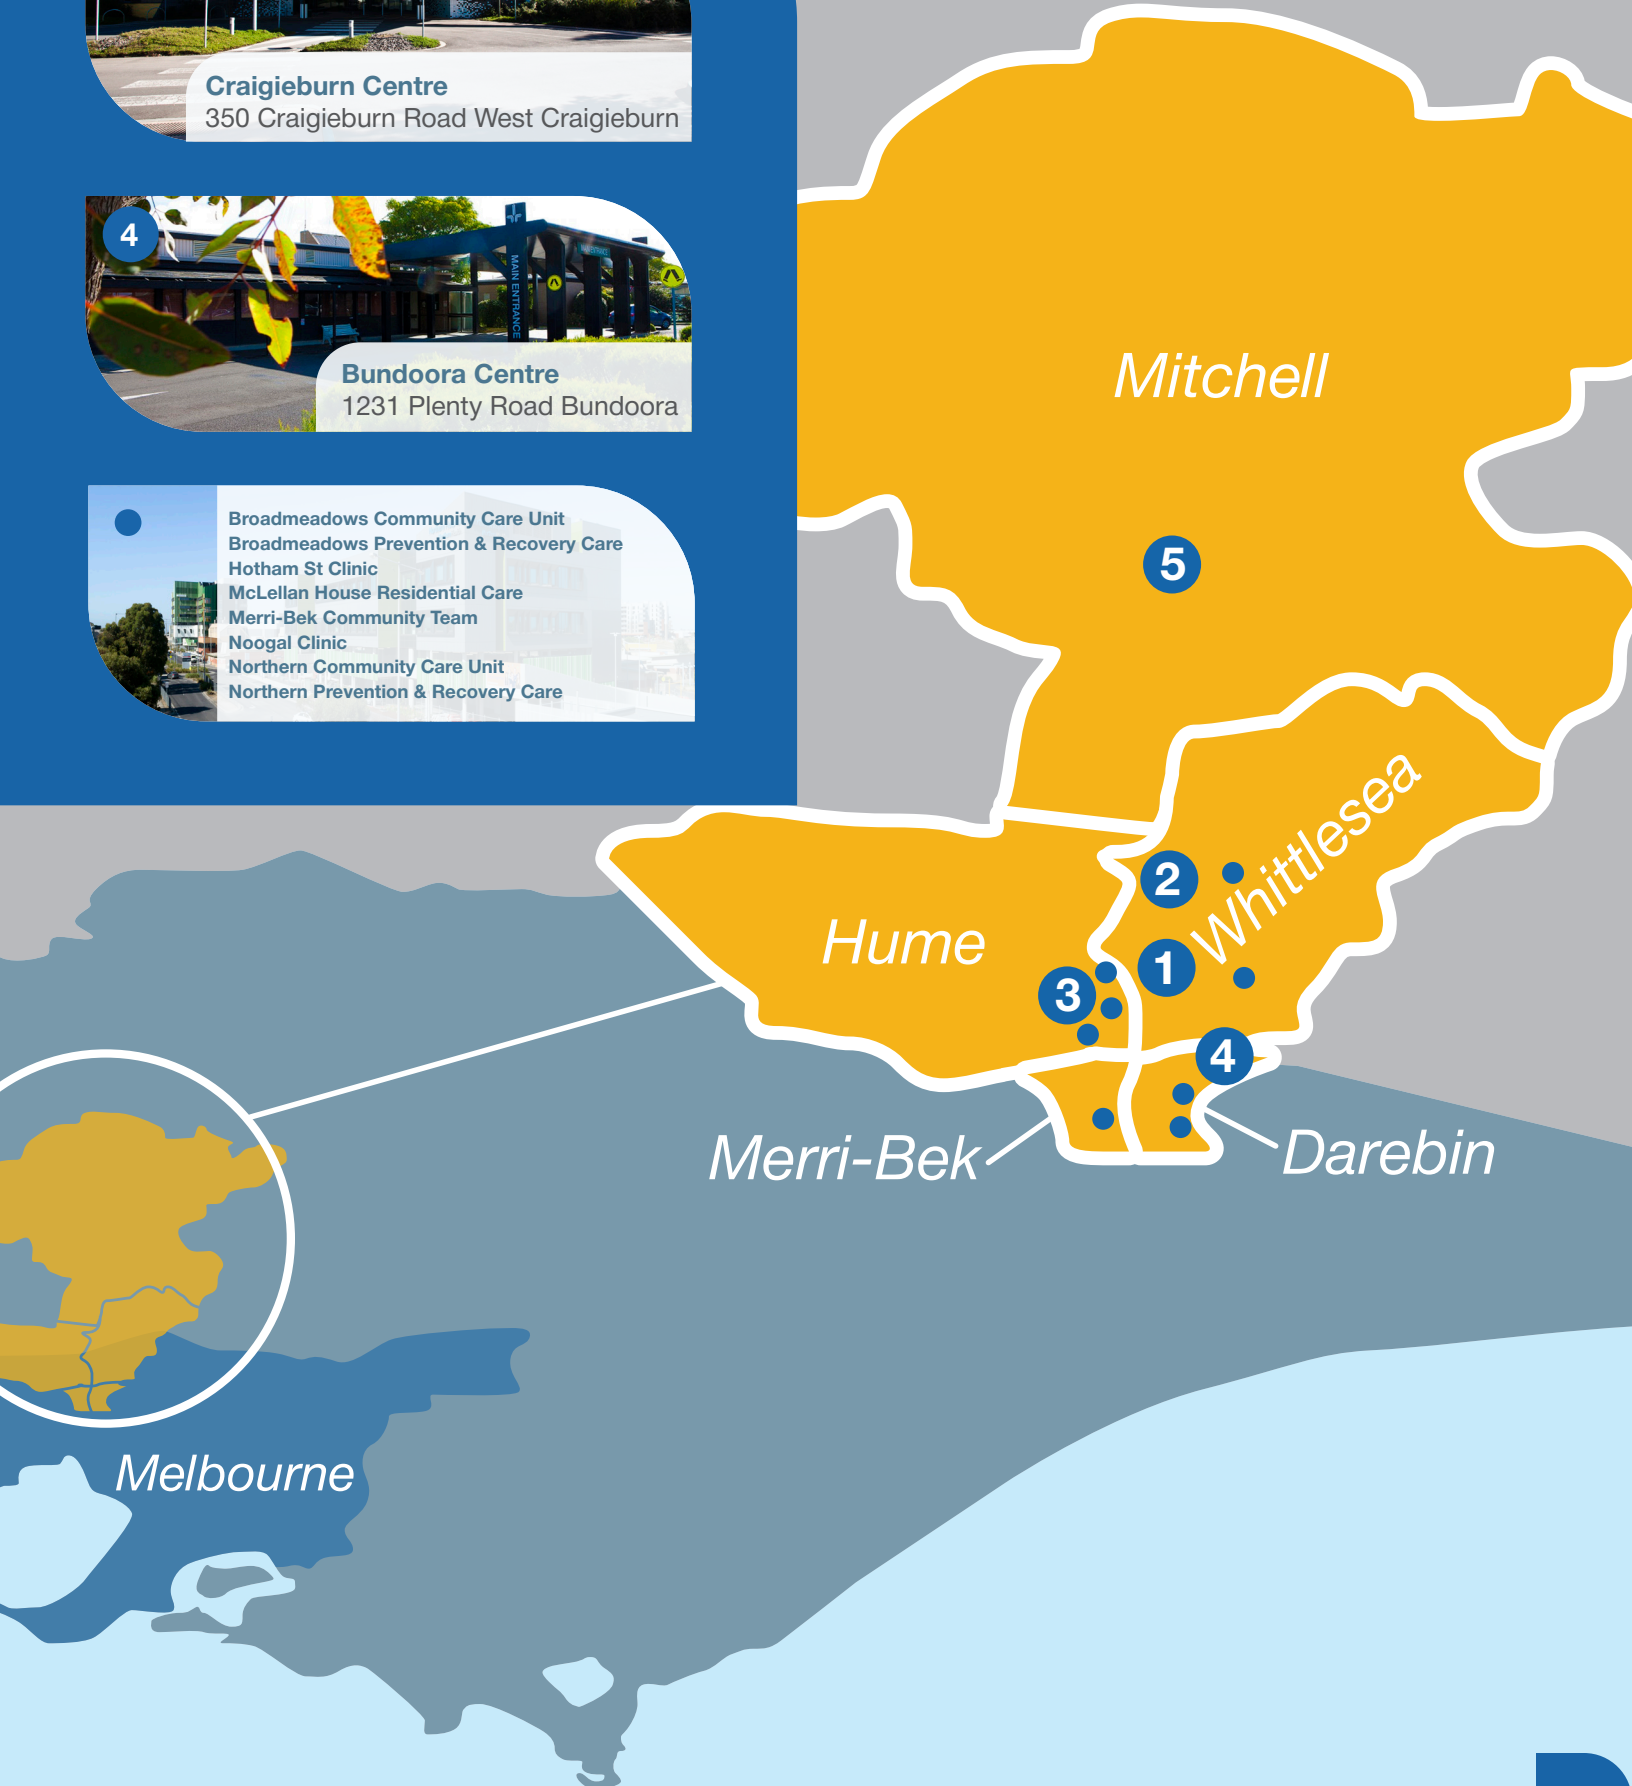 Craigieburn Centre
350 Craigieburn Road West Craigieburn
4
MAIN ENTRANCE
Bundoora Centre
1231 Plenty Road Bundoora
Broadmeadows Community Care Unit
Broadmeadows Prevention & Recovery Care
Hotham St Clinic
McLellan House Residential Care
Merri-Bek Community Team
Noogal Clinic
Northern Community Care Unit
Northern Prevention & Recovery Care
Mitchell
5
Whittlesea
2
Hume
1
3
4
Merri-Bek
Darebin
Melbourne